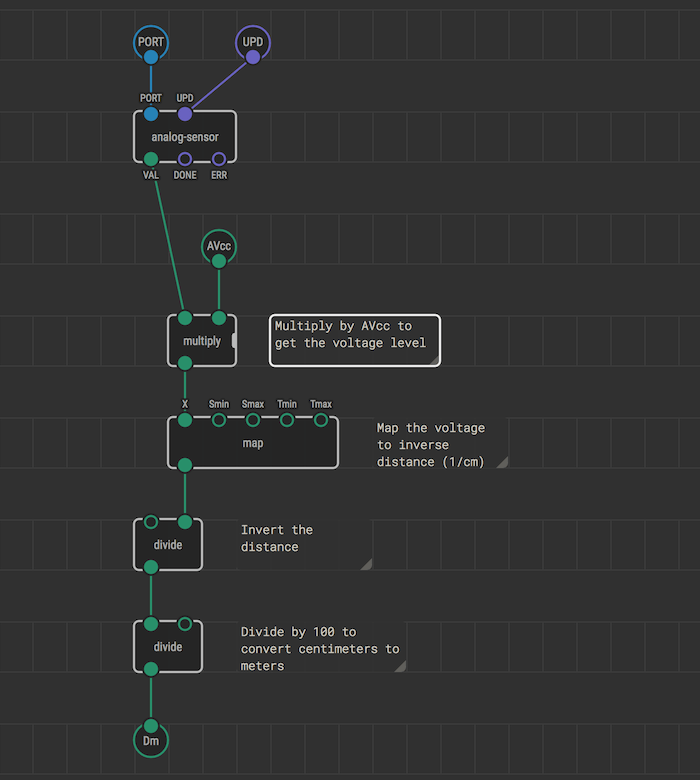 PORT UPD
PORT UPD
analog-sensor
VAL DONE ERR
AVcc
multiply
Multiply by AVcc to
get the voltage level
X Smin Smax Tmin Tmax
map
Map the voltage
to inverse
distance (1/cm)
divide
Invert the
distance
divide
Divide by 100 to
convert centimeters to
meters
Dm